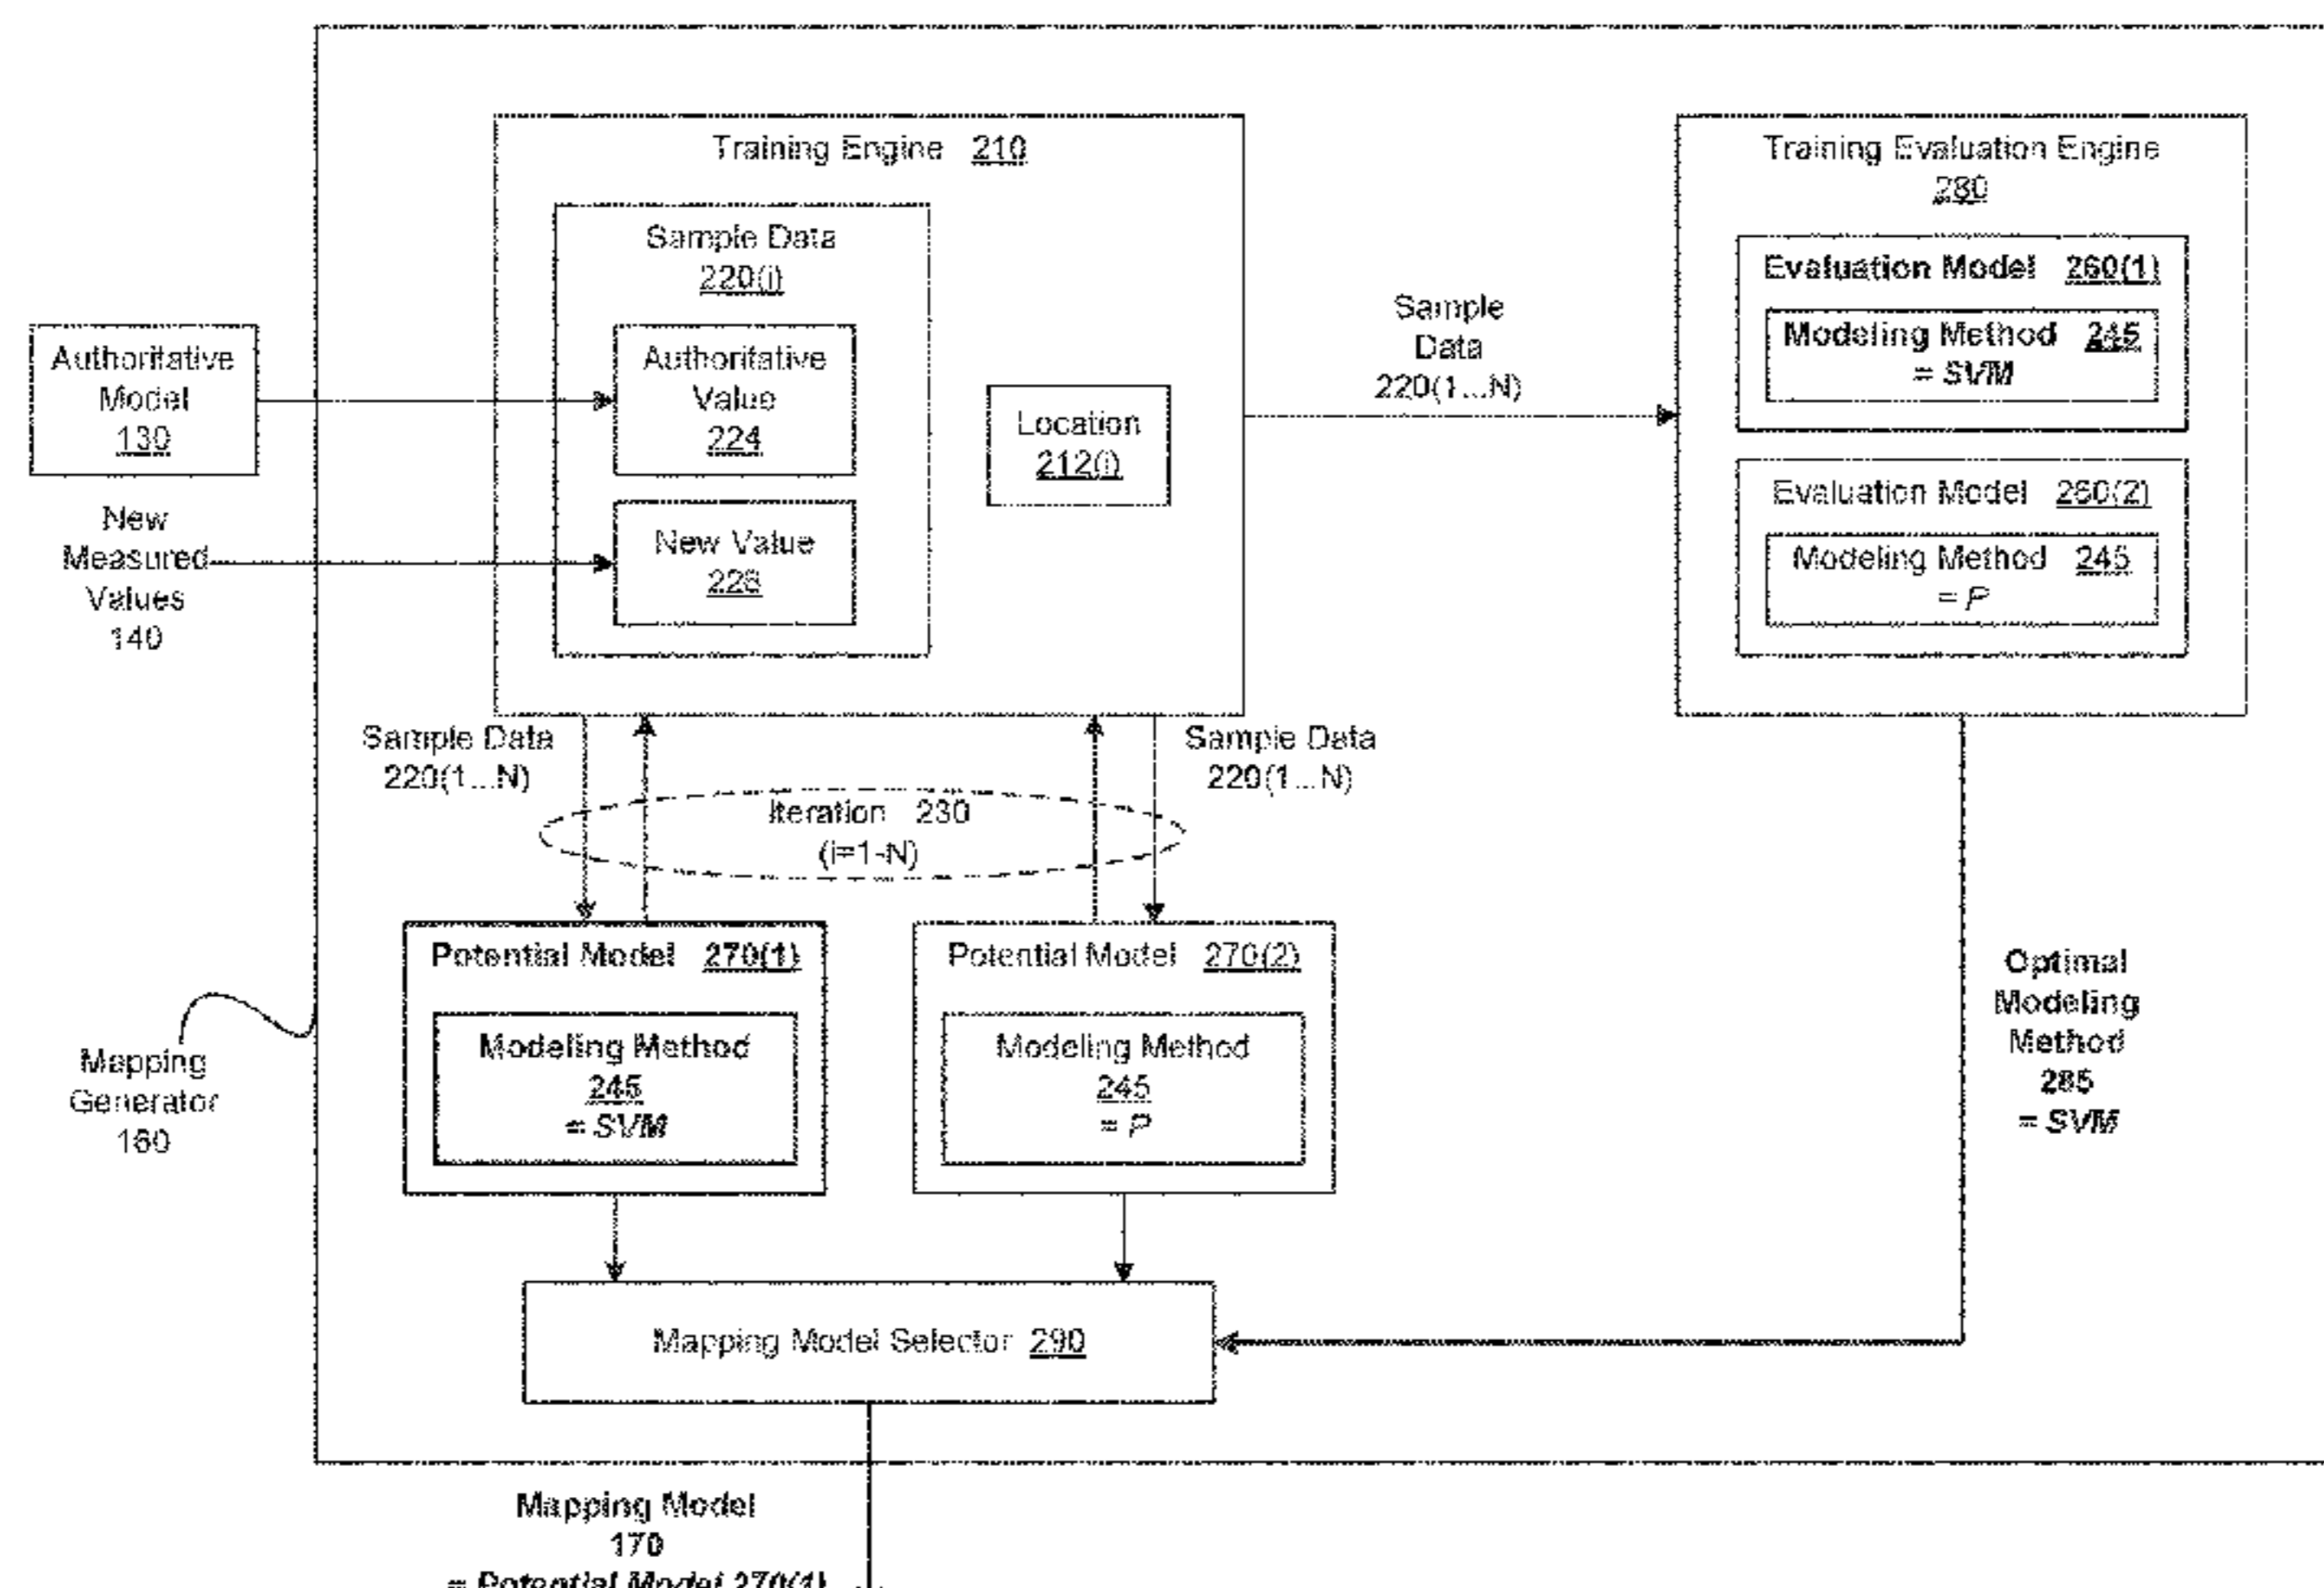 Training Engine 210
Sample Data
220(i)
Authoritative
Value
224
New Value
228
Location
212(i)
Authoritative
Model
130
New
Measured
Values
140
Sample
Data
220(1...N)
Training Evaluation Engine
280
Evaluation Model 260(1)
Modeling Method 245
= SVM
Evaluation Model 260(2)
Modeling Method 245
= P
Sample Data
220(1...N)
Sample Data
220(1...N)
Iteration 230
(i=1-N)
Potential Model 270(1)
Modeling Method
245
= SVM
Potential Model 270(2)
Modeling Method
245
= P
Optimal
Modeling
Method
285
= SVM
Mapping
Generator
160
Mapping Model Selector 290
Mapping Model
170
= Potential Model 270(1)